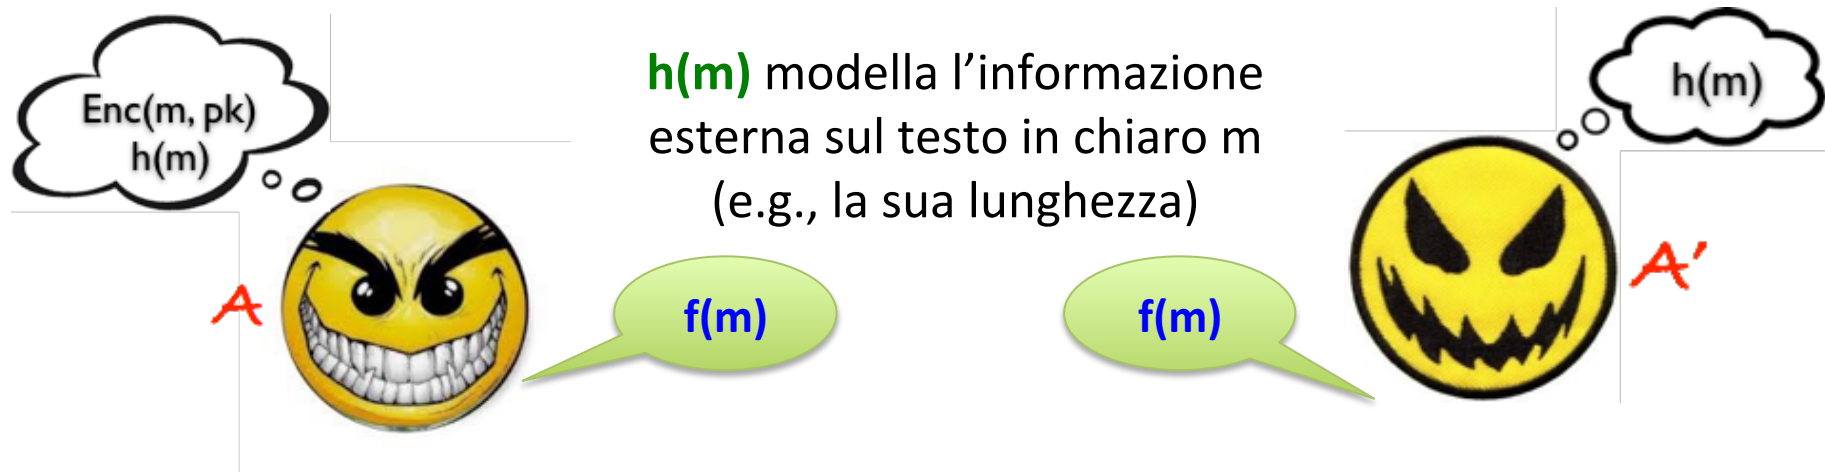 Enc(m, pk)
h(m)
h(m) modella l’informazione
esterna sul testo in chiaro m
(e.g., la sua lunghezza)
h(m)
A
f(m)
f(m)
A'